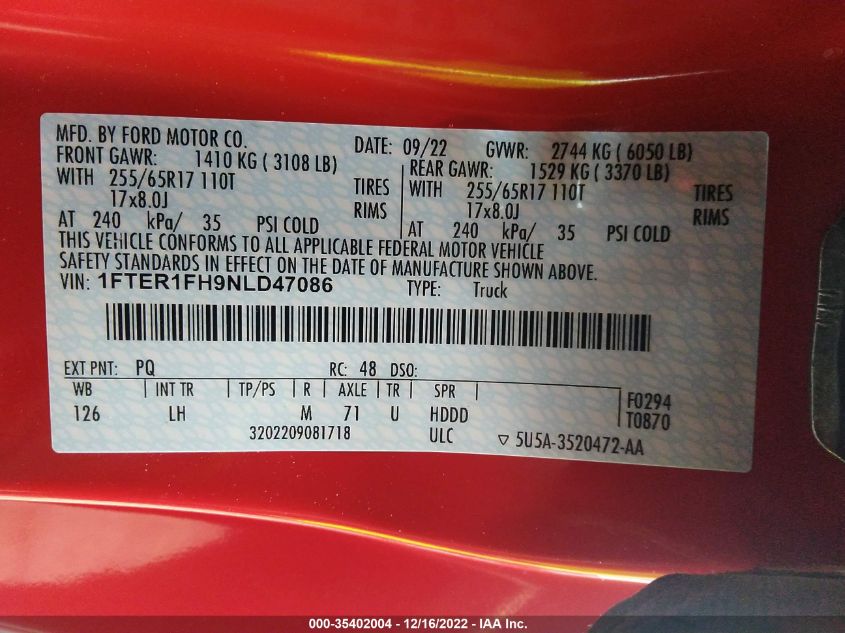 MFD. BY FORD MOTOR CO. DATE: 09/22 GVWR: 2744 KG ( 6050 LB)
FRONT GAWR: 1410 KG ( 3108 LB) REAR GAWR: 1529 KG ( 3370 LB)
WITH 255/65R17 110T TIRES WITH 255/65R17 110T TIRES
17x8.0J RIMS 17x8.0J RIMS
AT 240 kPa/ 35 PSI COLD AT 240 kPa/ 35 PSI COLD
THIS VEHICLE CONFORMS TO ALL APPLICABLE FEDERAL MOTOR VEHICLE
SAFETY STANDARDS IN EFFECT ON THE DATE OF MANUFACTURE SHOWN ABOVE.
VIN: 1FTER1FH9NLD47086 TYPE: Truck
EXT PNT: PQ RC: 48 DSO:
WB INT TR TP/PS R AXLE TR SPR
126 LH M 71 U HDDD
F0294
T0870
3202209081718 ULC ▽ 5U5A-3520472-AA
000-35402004 - 12/16/2022 - IAA Inc.